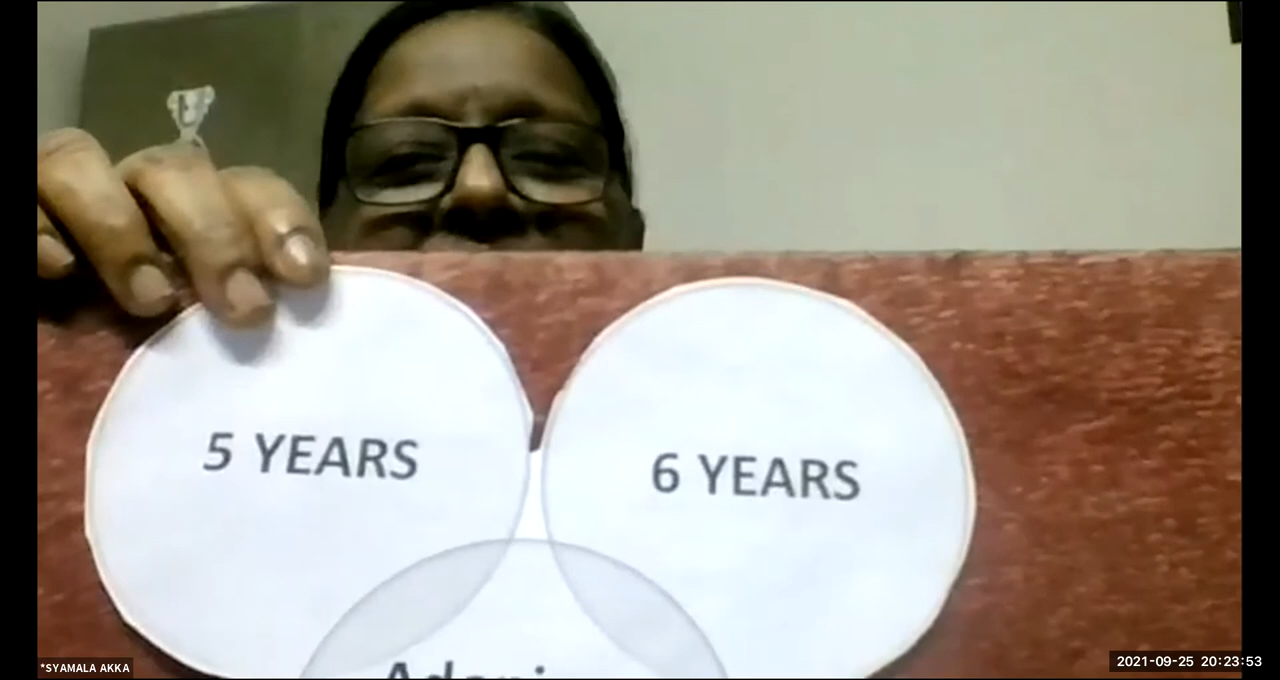 5 YEARS
6 YEARS
*SYAMALA AKKA
2021-09-25 20:23:53